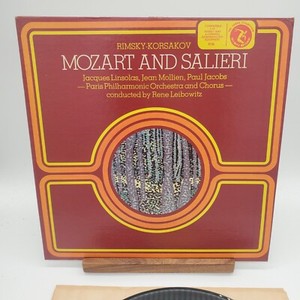 RIMSKY-KORSAKOV
MOZART AND SALIERI
Jacques Linsolas, Jean Mollien, Paul Jacobs
—Paris Philharmonic Orchestra and Chorus—
conducted by Rene Leibowitz